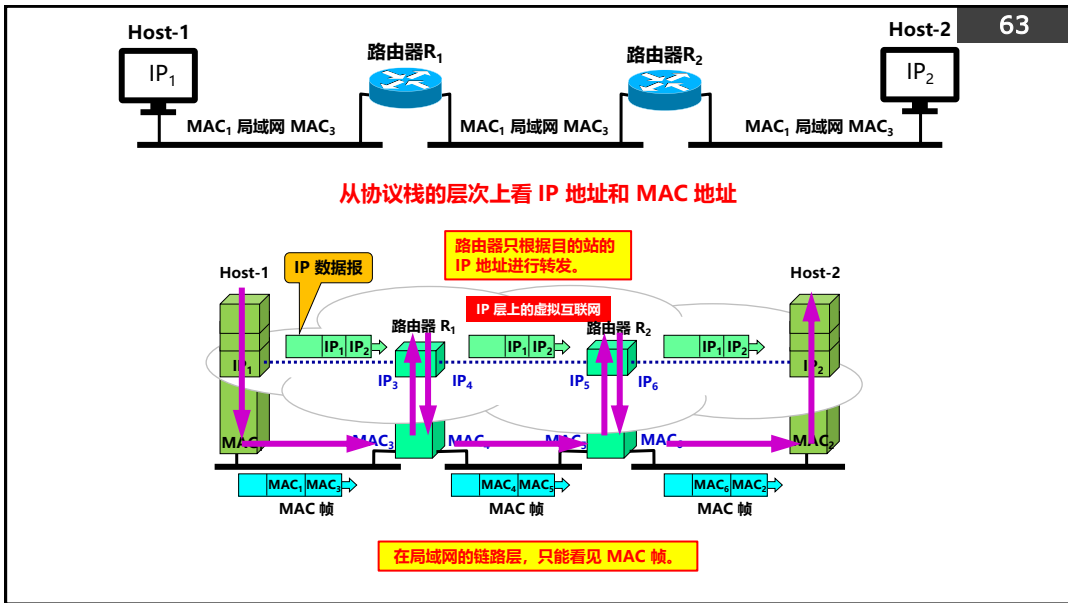 63
Host-1
Host-2
路由器R₁
路由器R₂
IP₁
IP₂
MAC₁ 局域网 MAC₃
MAC₁ 局域网 MAC₃
MAC₁ 局域网 MAC₃
从协议栈的层次上看 IP 地址和 MAC 地址
路由器只根据目的站的
IP 地址进行转发。
Host-1
IP 数据报
Host-2
IP 层上的虚拟互联网
路由器 R₁
路由器 R₂
IP₁ IP₂
IP₁ IP₂
IP₁ IP₂
IP₁
IP₂
IP₃
IP₄
IP₅
IP₆
MAC₃
MAC₂
MAC₁ MAC₃
MAC₄ MAC₅
MAC₆ MAC₂
MAC 帧
MAC 帧
MAC 帧
在局域网的链路层，只能看见 MAC 帧。